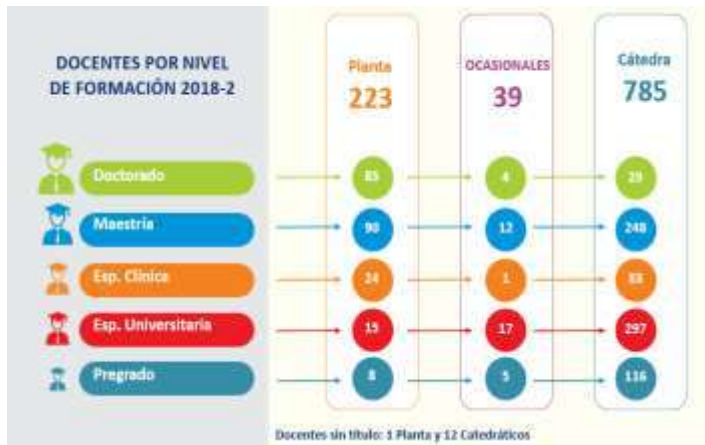 DOCENTES POR NIVEL
DE FORMACIÓN 2018-2
Planta
223
OCASIONALES
39
Cátedra
785
Doctorado 85 4 29
Maestría 90 12 248
Esp. Clínica 24 1 83
Esp. Universitaria 15 17 297
Pregrado 8 5 116
Docentes sin título: 1 Planta y 12 Catedráticos